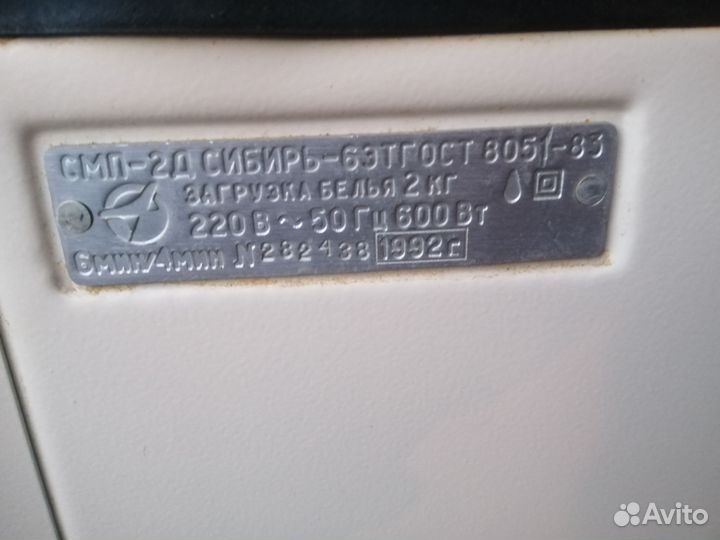 СМП-2Д СИБИРЬ-6ЭТГОСТ 8051-83
ЗАГРУЗКА БЕЛЬЯ 2 КГ
220 В ~ 50 Гц 600 Вт
6мин/4мин N282438 1992г
Avito